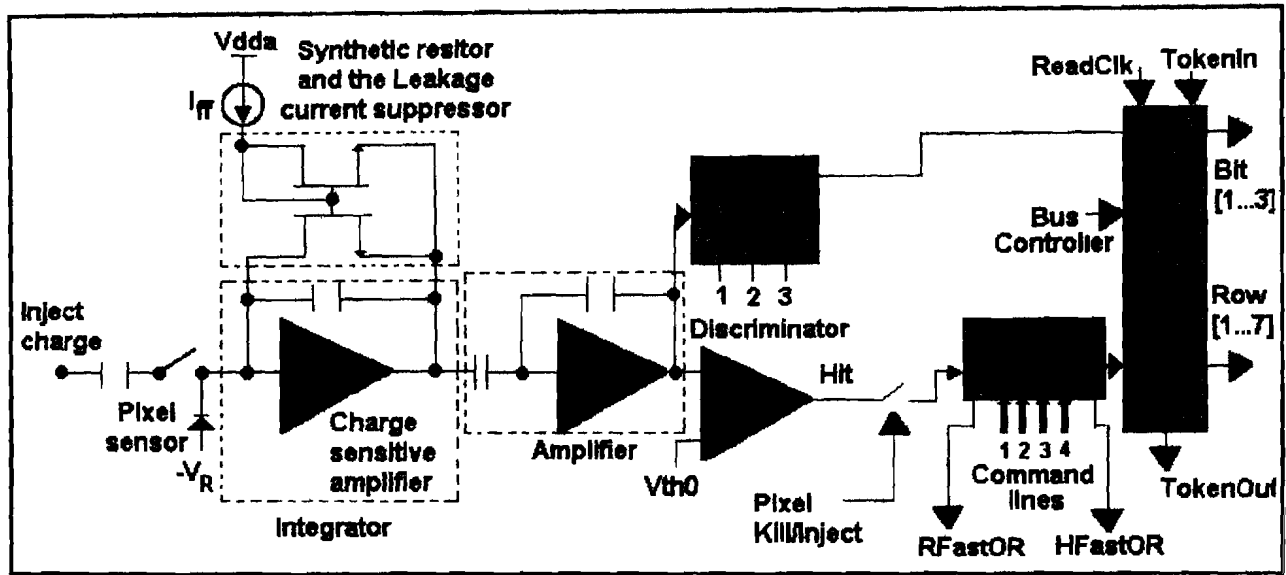 Vdda
Synthetic resitor
and the Leakage
current suppressor
Iff
ReadClk
TokenIn
Bit
[1...3]
Bus
Controller
Row
[1...7]
1 2 3
Discriminator
Inject
charge
Pixel
sensor
-VR
Charge
sensitive
amplifier
Integrator
Amplifier
Vth0
Hit
Pixel
Kill/Inject
1 2 3 4
Command
lines
RFastOR
HFastOR
TokenOut